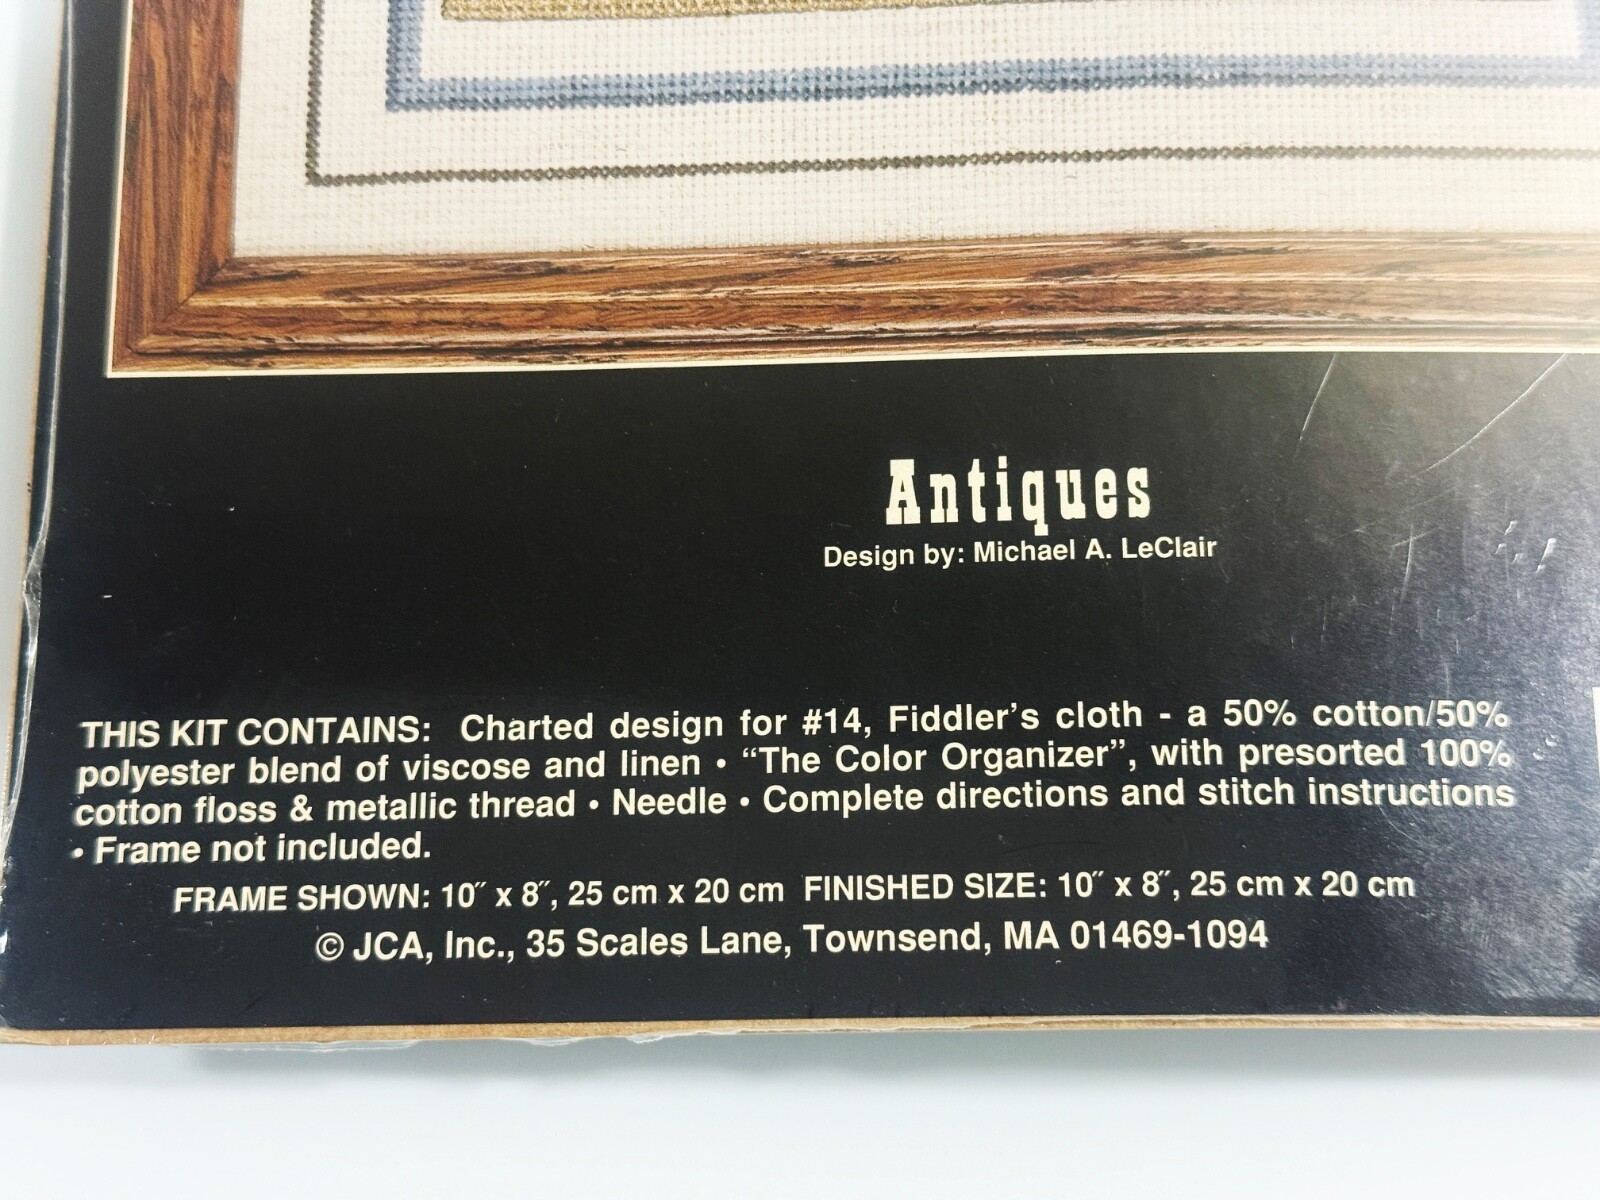 Antiques
Design by: Michael A. LeClair
THIS KIT CONTAINS: Charted design for #14, Fiddler's cloth - a 50% cotton/50%
polyester blend of viscose and linen • “The Color Organizer”, with presorted 100%
cotton floss & metallic thread • Needle • Complete directions and stitch instructions
• Frame not included.
FRAME SHOWN: 10˝ x 8˝, 25 cm x 20 cm FINISHED SIZE: 10˝ x 8˝, 25 cm x 20 cm
© JCA, Inc., 35 Scales Lane, Townsend, MA 01469-1094